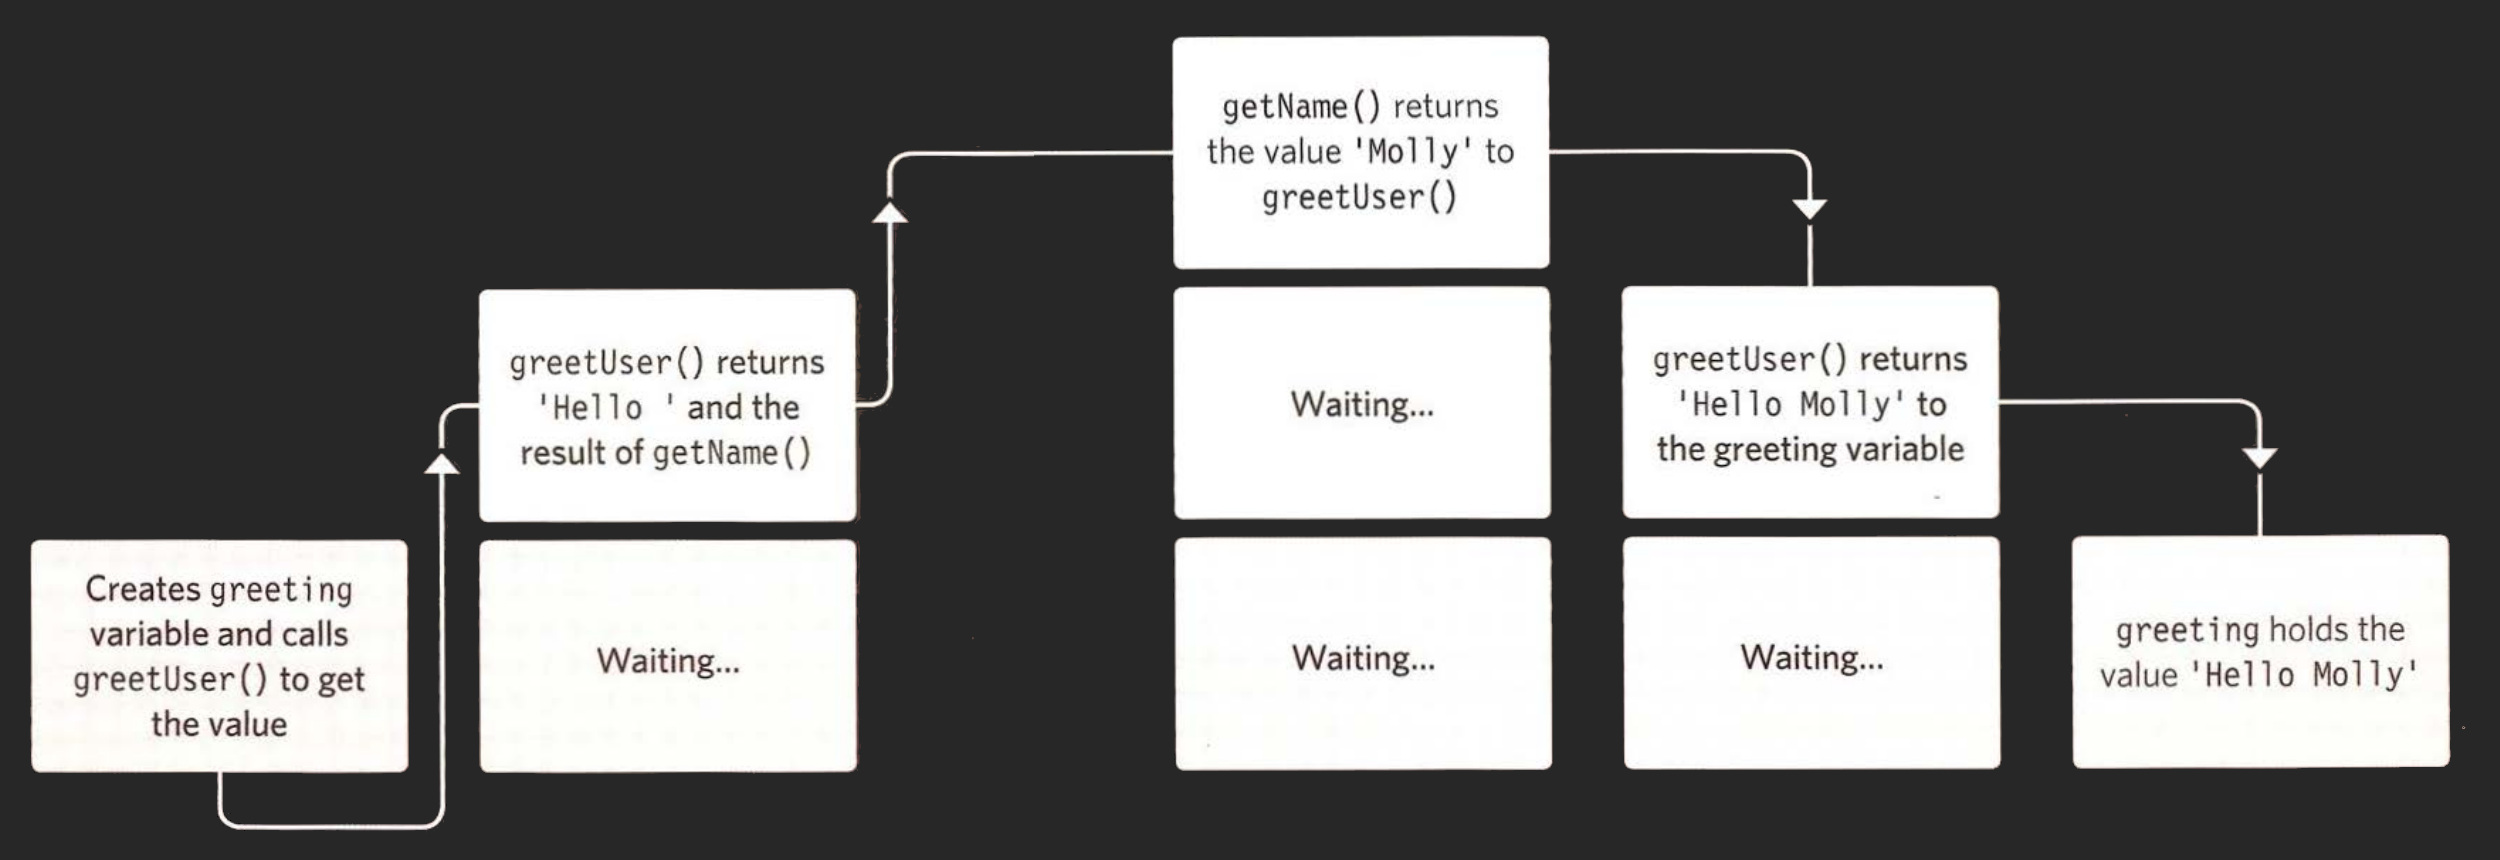 Creates greeting
variable and calls
greetUser() to get
the value
greetUser() returns
'Hello ' and the
result of getName()
Waiting...
getName() returns
the value 'Molly' to
greetUser()
Waiting...
Waiting...
greetUser() returns
'Hello Molly' to
the greeting variable
Waiting...
greeting holds the
value 'Hello Molly'